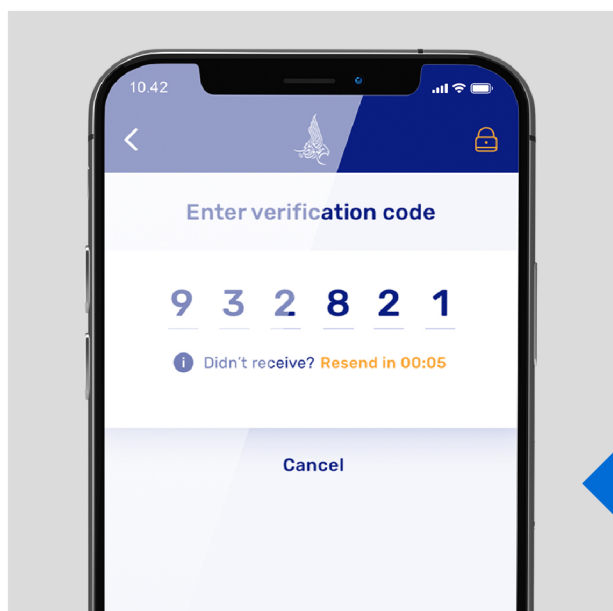 10.42
Enter verification code
9 3 2 8 2 1
i Didn't receive? Resend in 00:05
Cancel